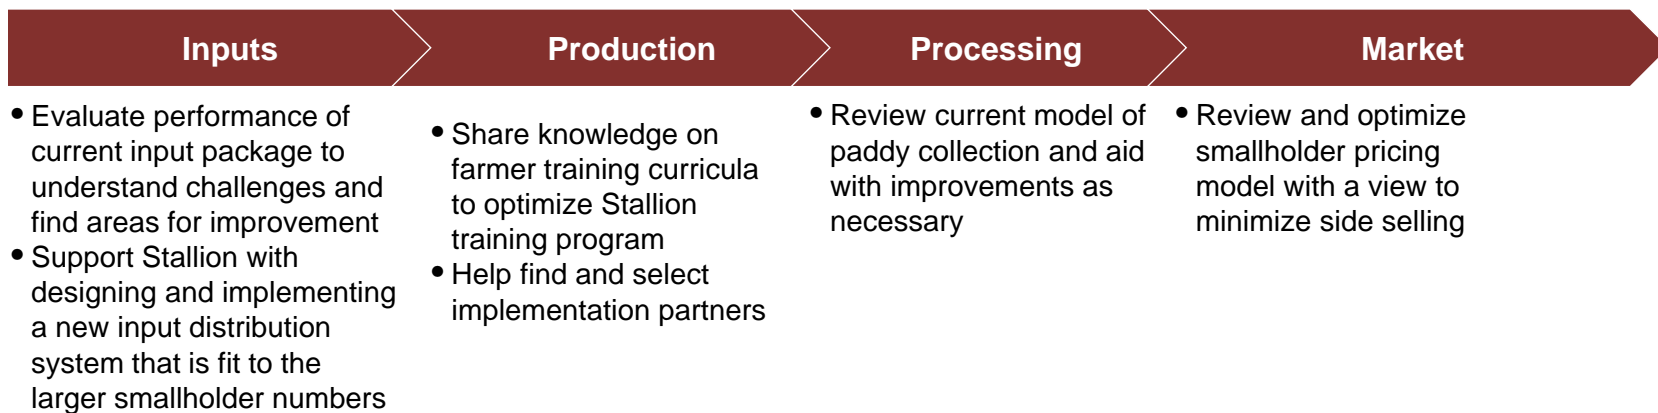 Inputs
Production
Processing
Market
• Evaluate performance of
current input package to
understand challenges and
find areas for improvement
• Support Stallion with
designing and implementing
a new input distribution
system that is fit to the
larger smallholder numbers
• Share knowledge on
farmer training curricula
to optimize Stallion
training program
• Help find and select
implementation partners
• Review current model of
paddy collection and aid
with improvements as
necessary
• Review and optimize
smallholder pricing
model with a view to
minimize side selling